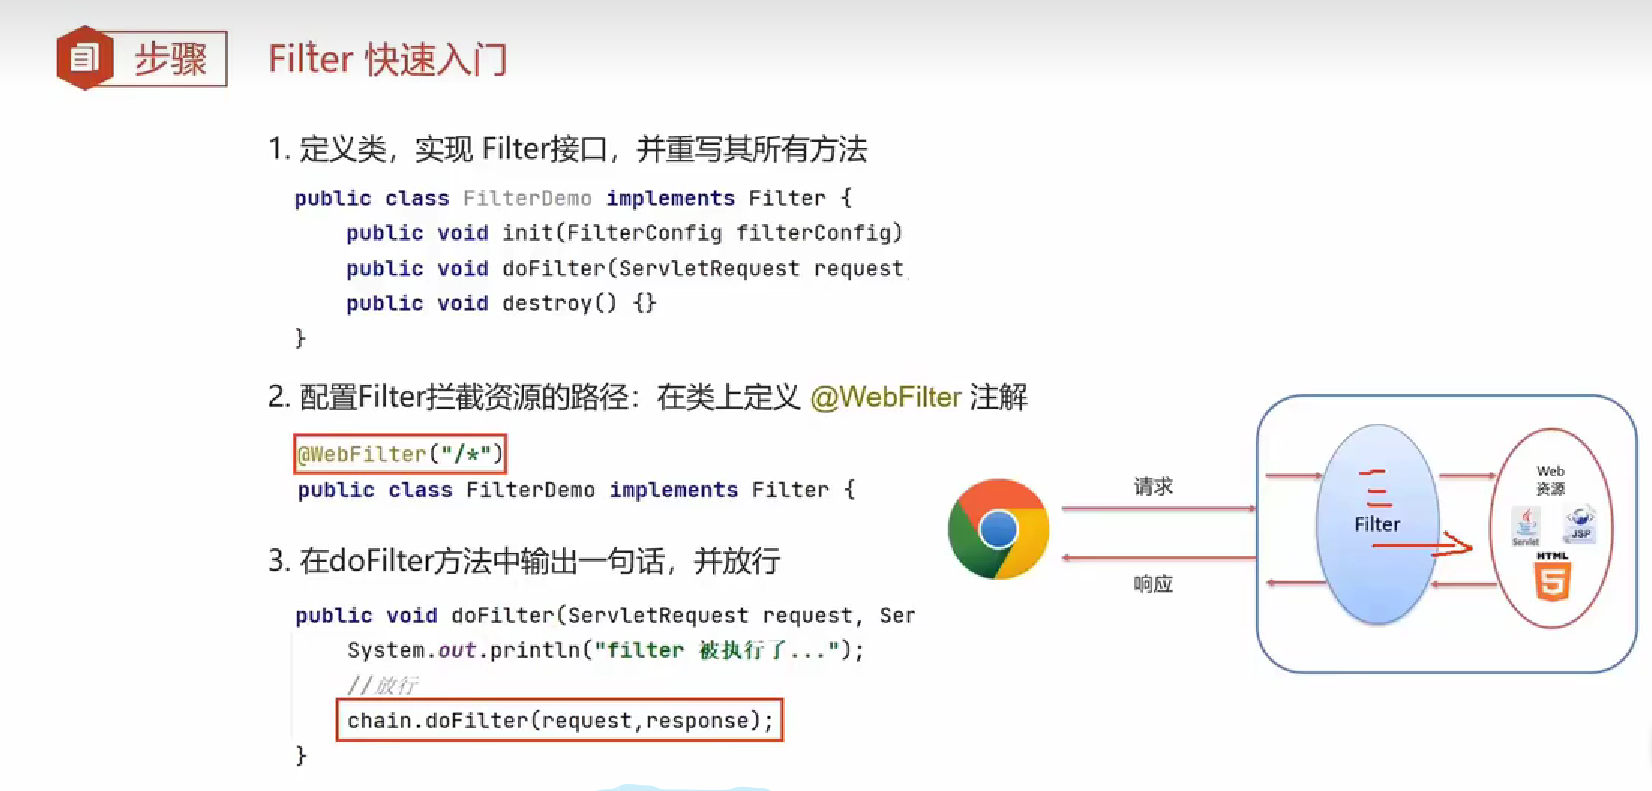 步骤
Filter 快速入门
1. 定义类，实现 Filter接口，并重写其所有方法
public class FilterDemo implements Filter {
public void init(FilterConfig filterConfig)
public void doFilter(ServletRequest request
public void destroy() {}
}
2. 配置Filter拦截资源的路径：在类上定义 @WebFilter 注解
@WebFilter("/*")
public class FilterDemo implements Filter {
3. 在doFilter方法中输出一句话，并放行
public void doFilter(ServletRequest request, Ser
System.out.println("filter 被执行了...");
//放行
chain.doFilter(request,response);
}
请求
响应
Filter
Web
资源
Servlet
JSP
HTML
5